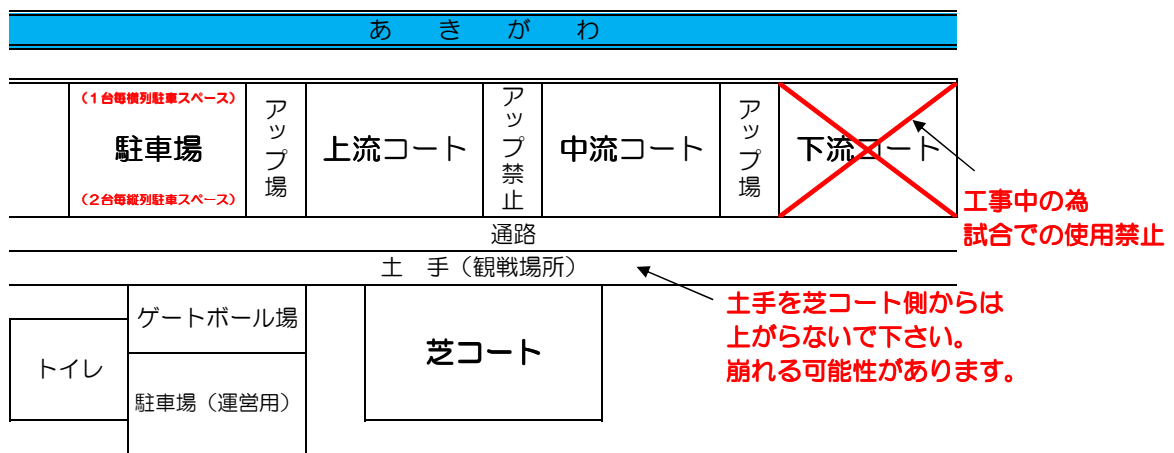 あ　き　が　わ
（１台毎横列駐車スペース）
駐車場
（２台毎縦列駐車スペース）
アップ場
上流コート
アップ禁止
中流コート
アップ場
下流コート
工事中の為
試合での使用禁止
通路
土　手（観戦場所）
土手を芝コート側からは
上がらないで下さい。
崩れる可能性があります。
ゲートボール場
トイレ
駐車場（運営用）
芝コート